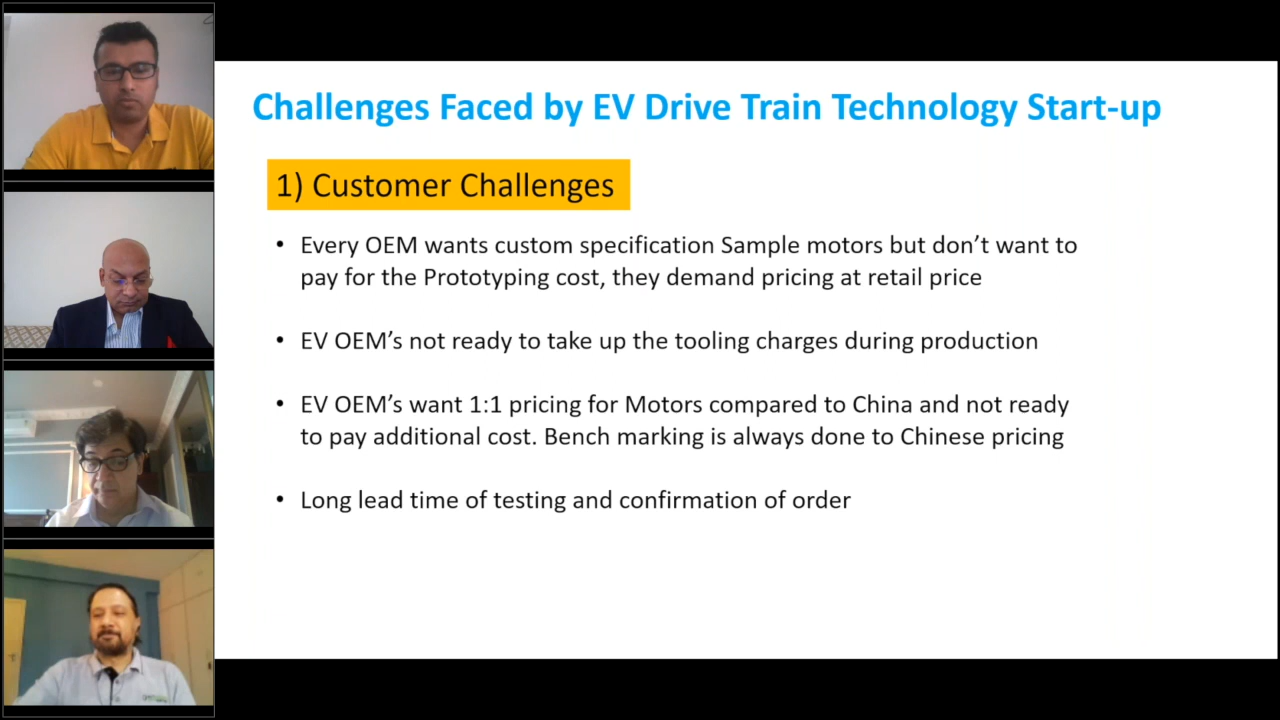 Challenges Faced by EV Drive Train Technology Start-up
1) Customer Challenges
• Every OEM wants custom specification Sample motors but don’t want to
pay for the Prototyping cost, they demand pricing at retail price
• EV OEM’s not ready to take up the tooling charges during production
• EV OEM’s want 1:1 pricing for Motors compared to China and not ready
to pay additional cost. Bench marking is always done to Chinese pricing
• Long lead time of testing and confirmation of order